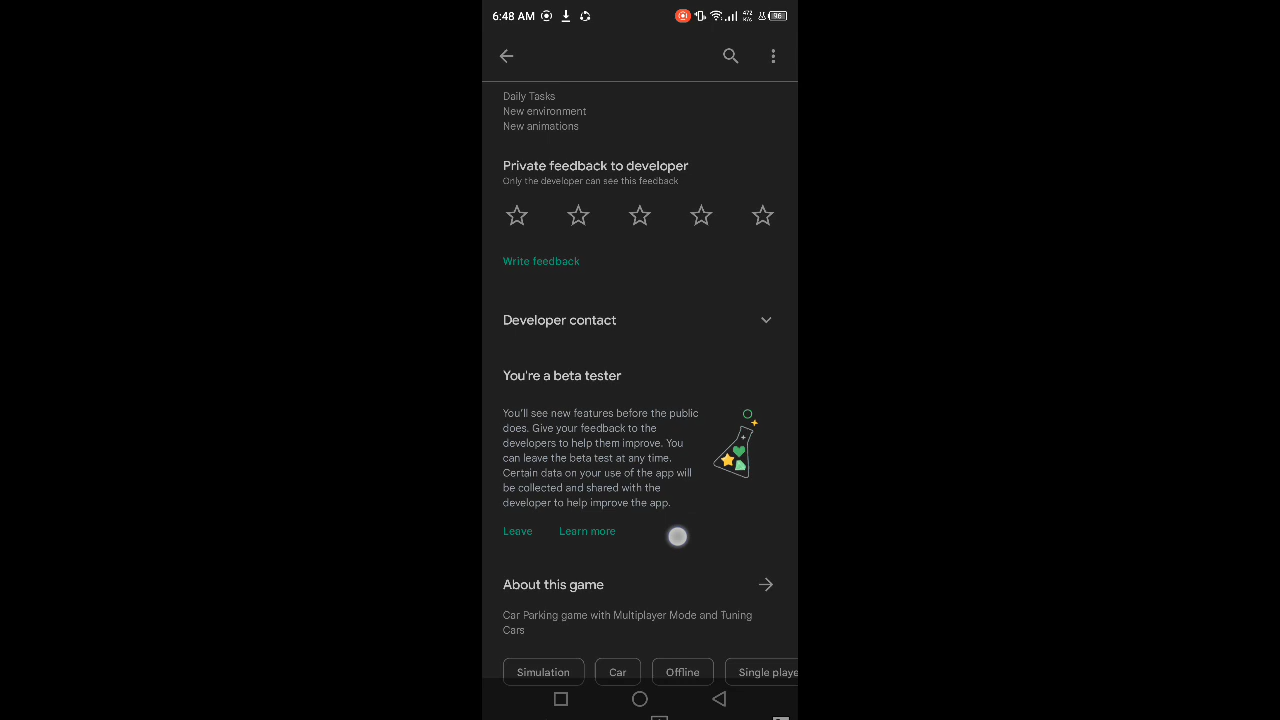 6:48 AM
472
K/s
96
Daily Tasks
New environment
New animations
Private feedback to developer
Only the developer can see this feedback
Write feedback
Developer contact
You're a beta tester
You'll see new features before the public
does. Give your feedback to the
developers to help them improve. You
can leave the beta test at any time.
Certain data on your use of the app will
be collected and shared with the
developer to help improve the app.
Leave Learn more
About this game
Car Parking game with Multiplayer Mode and Tuning
Cars
Simulation Car Offline Single playe